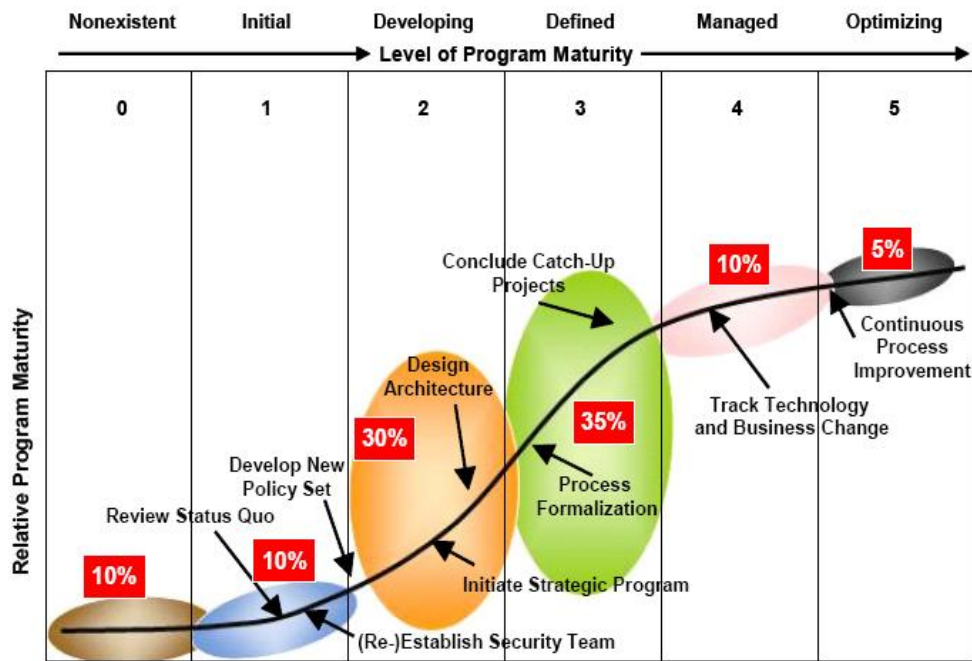 Nonexistent Initial Developing Defined Managed Optimizing
Level of Program Maturity
0 1 2 3 4 5
Relative Program Maturity
5%
10%
Conclude Catch-Up
Projects
Continuous
Process
Improvement
Design
Architecture
Track Technology
and Business Change
35%
30%
Develop New
Policy Set
Process
Formalization
Review Status Quo
10%
10%
Initiate Strategic Program
(Re-)Establish Security Team